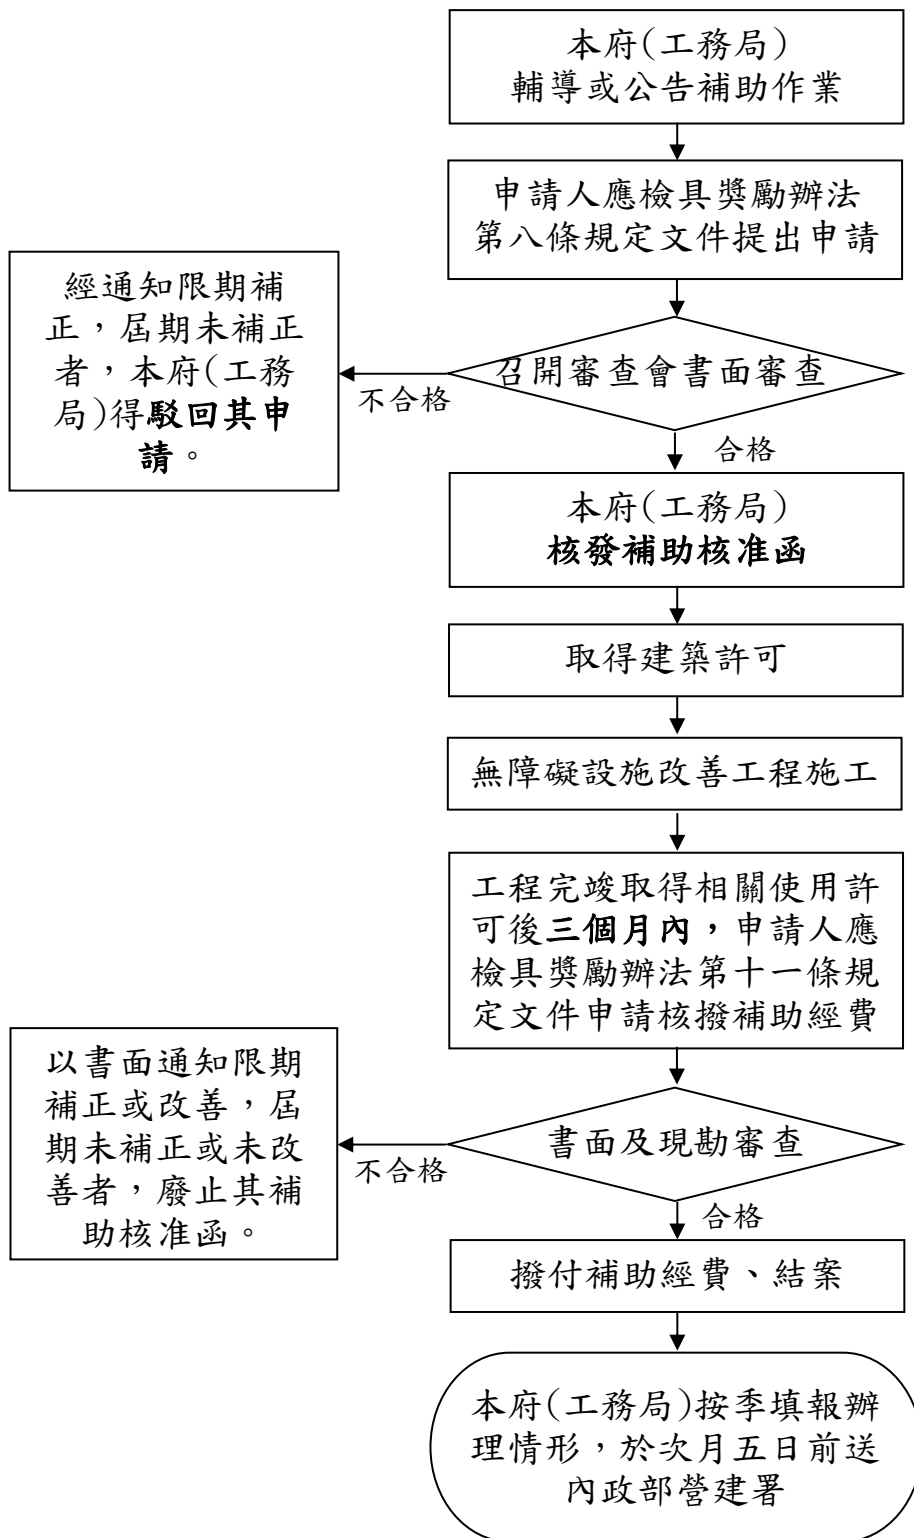 本府(工務局)
輔導或公告補助作業
申請人應檢具獎勵辦法
第八條規定文件提出申請
召開審查會書面審查
不合格
經通知限期補
正，屆期未補正
者，本府(工務
局)得駁回其申
請。
合格
本府(工務局)
核發補助核准函
取得建築許可
無障礙設施改善工程施工
工程完竣取得相關使用許
可後三個月內，申請人應
檢具獎勵辦法第十一條規
定文件申請核撥補助經費
書面及現勘審查
不合格
以書面通知限期
補正或改善，屆
期未補正或未改
善者，廢止其補
助核准函。
合格
撥付補助經費、結案
本府(工務局)按季填報辦
理情形，於次月五日前送
內政部營建署